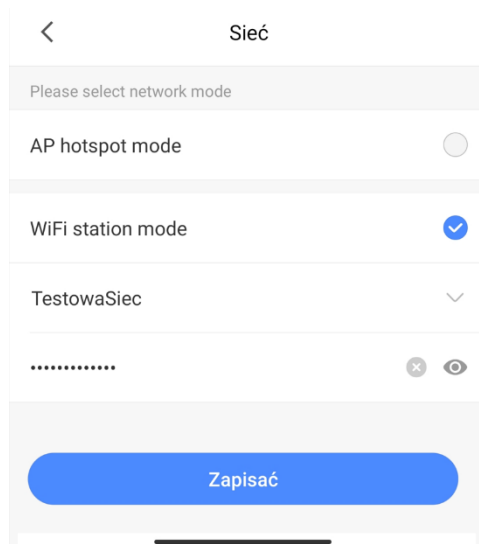 Sieć
Please select network mode
AP hotspot mode
WiFi station mode
TestowaSiec
•••••••••••••
Zapisać